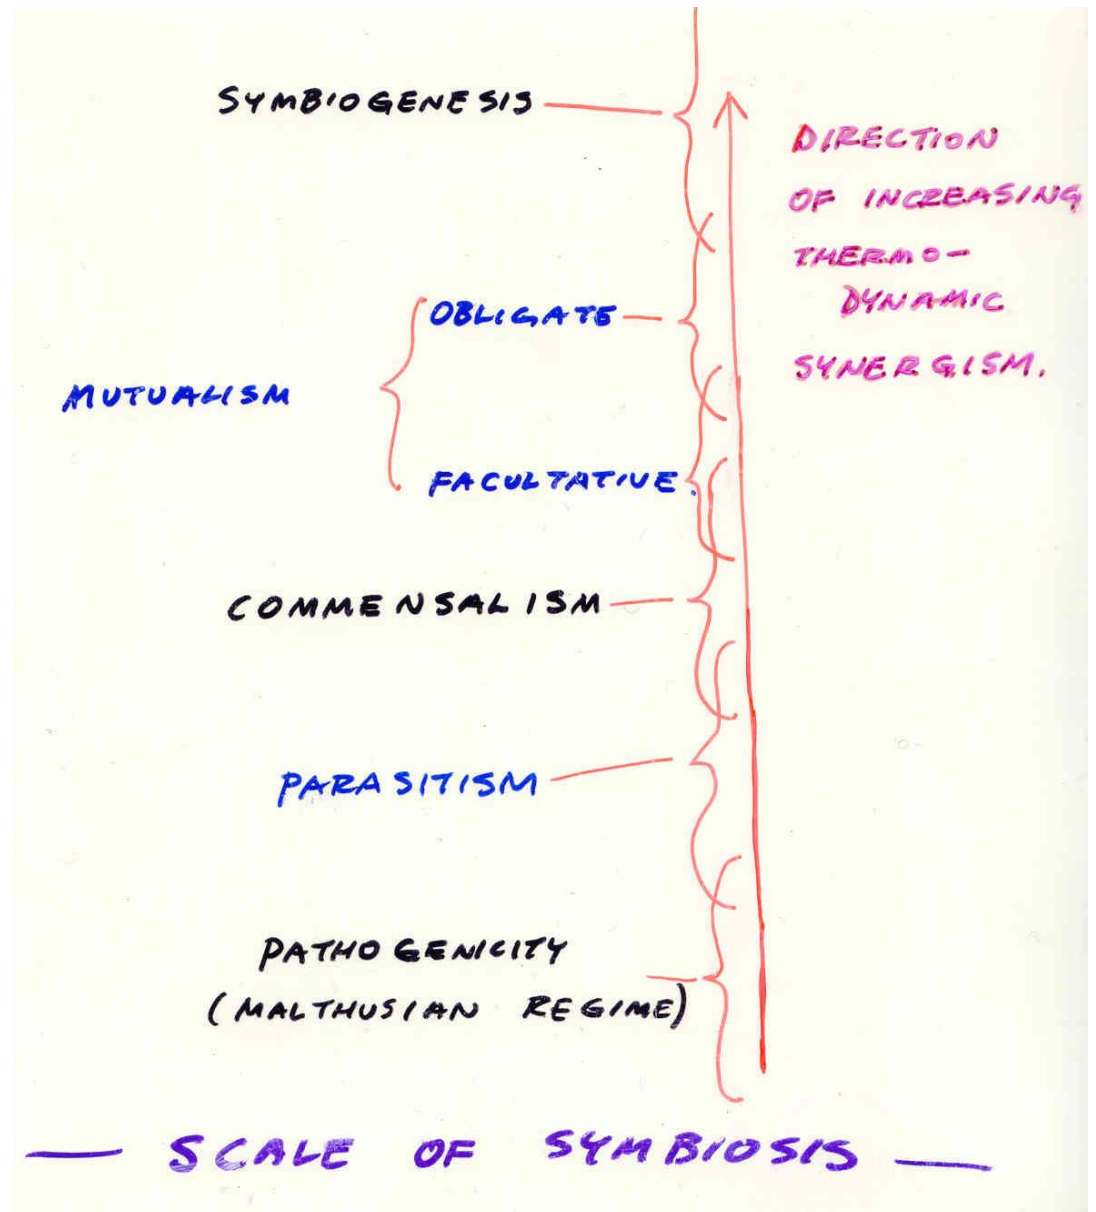 SYMBIOGENESIS
DIRECTION
OF INCREASING
THERMO-
DYNAMIC
SYNERGISM.
OBLIGATE
MUTUALISM
FACULTATIVE.
COMMENSALISM
PARASITISM
PATHOGENICITY
(MALTHUSIAN REGIME)
— SCALE OF SYMBIOSIS —